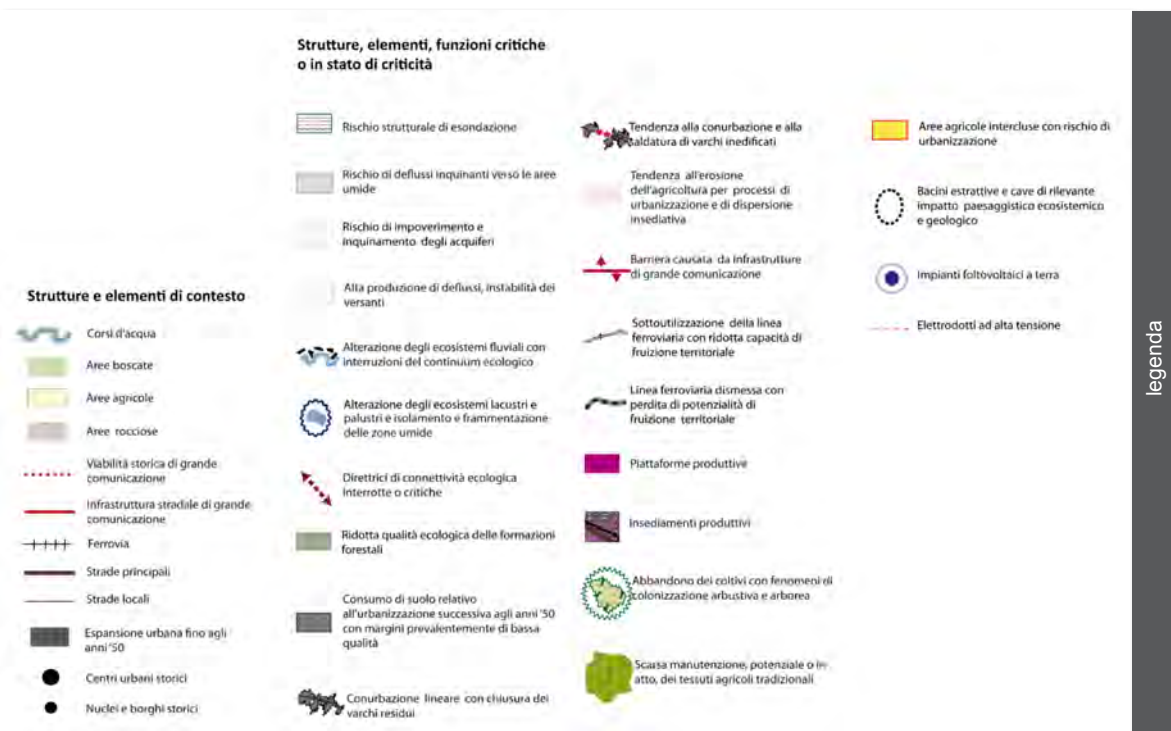 Strutture, elementi, funzioni critiche
o in stato di criticità
Rischio strutturale di esondazione
Rischio di deflussi inquinanti verso le aree
umide
Rischio di impoverimento e
inquinamento degli acquiferi
Alta produzione di deflussi, instabilità dei
versanti
Alterazione degli ecosistemi fluviali con
interruzioni del continuum ecologico
Alterazione degli ecosistemi lacustri e
palustri e isolamento e frammentazione
delle zone umide
Direttrici di connettività ecologica
interrotte o critiche
Ridotta qualità ecologica delle formazioni
forestali
Consumo di suolo relativo
all'urbanizzazione successiva agli anni '50
con margini prevalentemente di bassa
qualità
Conurbazione lineare con chiusura dei
varchi residui
Tendenza alla conurbazione e alla
saldatura di varchi inedificati
Tendenza all'erosione
dell'agricoltura per processi di
urbanizzazione e di dispersione
insediativa
Barriera causata da infrastrutture
di grande comunicazione
Sottoutilizzazione della linea
ferroviaria con ridotta capacità di
fruizione territoriale
Linea ferroviaria dismessa con
perdita di potenzialità di
fruizione territoriale
Piattaforme produttive
Insediamenti produttivi
Abbandono dei coltivi con fenomeni di
colonizzazione arbustiva e arborea
Scarsa manutenzione, potenziale o in
atto, dei tessuti agricoli tradizionali
Aree agricole intercluse con rischio di
urbanizzazione
Bacini estrattive e cave di rilevante
impatto paesaggistico ecosistemico
e geologico
Impianti fotovoltaici a terra
Elettrodotti ad alta tensione
Strutture e elementi di contesto
Corsi d'acqua
Aree boscate
Aree agricole
Aree rocciose
Viabilità storica di grande
comunicazione
Infrastruttura stradale di grande
comunicazione
Ferrovia
Strade principali
Strade locali
Espansione urbana fino agli
anni '50
Centri urbani storici
Nuclei e borghi storici
legenda